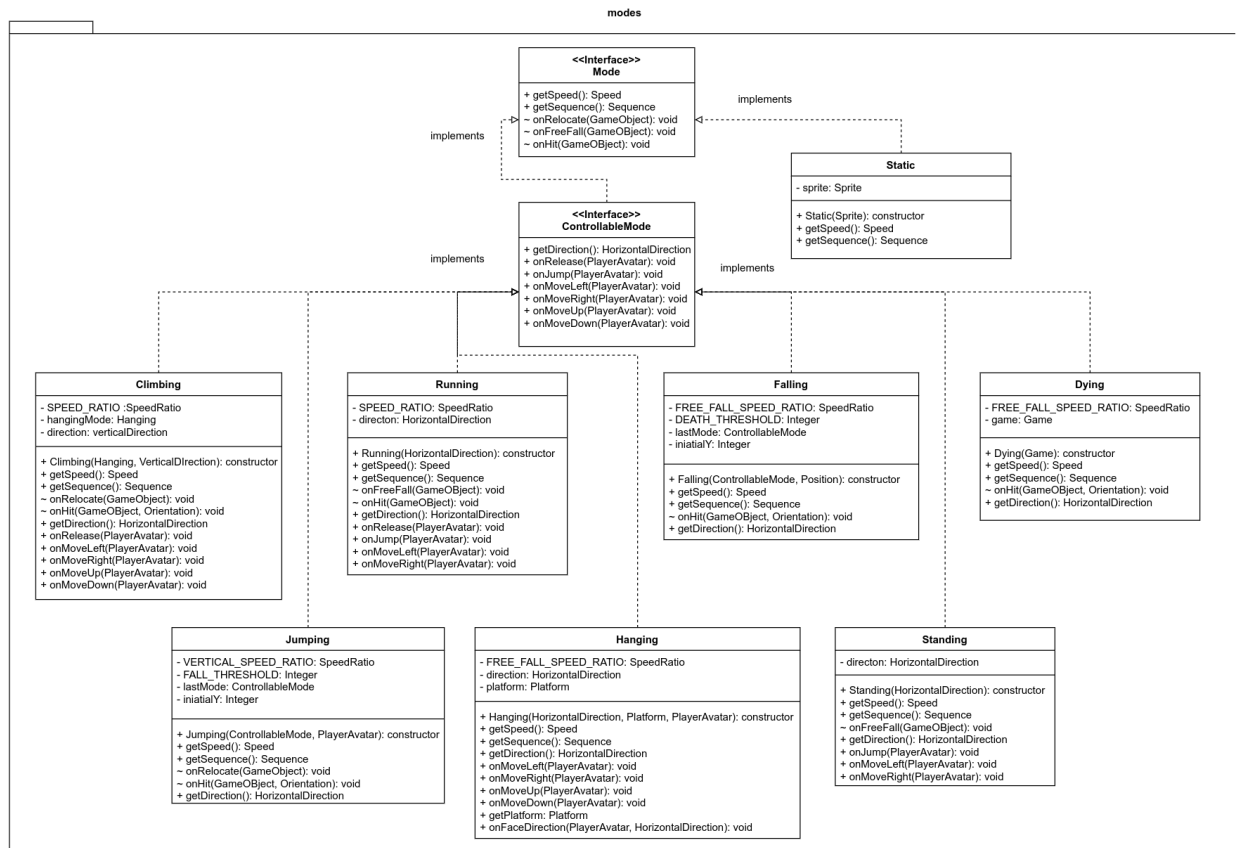 modes
<<Interface>>
Mode
+ getSpeed(): Speed
+ getSequence(): Sequence
~ onRelocate(GameObject): void
~ onFreeFall(GameOBject): void
~ onHit(GameOBject): void
implements
implements
Static
- sprite: Sprite
+ Static(Sprite): constructor
+ getSpeed(): Speed
+ getSequence(): Sequence
<<Interface>>
ControllableMode
+ getDirection(): HorizontalDirection
+ onRelease(PlayerAvatar): void
+ onJump(PlayerAvatar): void
+ onMoveLeft(PlayerAvatar): void
+ onMoveRight(PlayerAvatar): void
+ onMoveUp(PlayerAvatar): void
+ onMoveDown(PlayerAvatar): void
implements
implements
Climbing
- SPEED_RATIO :SpeedRatio
- hangingMode: Hanging
- direction: verticalDirection
+ Climbing(Hanging, VerticalDIrection): constructor
+ getSpeed(): Speed
+ getSequence(): Sequence
~ onRelocate(GameObject): void
~ onHit(GameOBject, Orientation): void
+ getDirection(): HorizontalDirection
+ onRelease(PlayerAvatar): void
+ onMoveLeft(PlayerAvatar): void
+ onMoveRight(PlayerAvatar): void
+ onMoveUp(PlayerAvatar): void
+ onMoveDown(PlayerAvatar): void
Running
- SPEED_RATIO: SpeedRatio
- directon: HorizontalDirection
+ Running(HorizontalDirection): constructor
+ getSpeed(): Speed
+ getSequence(): Sequence
~ onFreeFall(GameOBject): void
~ onHit(GameObject): void
+ getDirection(): HorizontalDirection
+ onRelease(PlayerAvatar): void
+ onJump(PlayerAvatar): void
+ onMoveLeft(PlayerAvatar): void
+ onMoveRight(PlayerAvatar): void
Falling
- FREE_FALL_SPEED_RATIO: SpeedRatio
- DEATH_THRESHOLD: Integer
- lastMode: ControllableMode
- iniatialY: Integer
+ Falling(ControllableMode, Position): constructor
+ getSpeed(): Speed
+ getSequence(): Sequence
~ onHit(GameOBject, Orientation): void
+ getDirection(): HorizontalDirection
Dying
- FREE_FALL_SPEED_RATIO: SpeedRatio
- game: Game
+ Dying(Game): constructor
+ getSpeed(): Speed
+ getSequence(): Sequence
~ onHit(GameOBject, Orientation): void
+ getDirection(): HorizontalDirection
Jumping
- VERTICAL_SPEED_RATIO: SpeedRatio
- FALL_THRESHOLD: Integer
- lastMode: ControllableMode
- iniatialY: Integer
+ Jumping(ControllableMode, PlayerAvatar): constructor
+ getSpeed(): Speed
+ getSequence(): Sequence
~ onRelocate(GameObject): void
~ onHit(GameOBject, Orientation): void
+ getDirection(): HorizontalDirection
Hanging
- FREE_FALL_SPEED_RATIO: SpeedRatio
- direction: HorizontalDirection
- platform: Platform
+ Hanging(HorizontalDirection, Platform, PlayerAvatar): constructor
+ getSpeed(): Speed
+ getSequence(): Sequence
+ getDirection(): HorizontalDirection
+ onMoveLeft(PlayerAvatar): void
+ onMoveRight(PlayerAvatar): void
+ onMoveUp(PlayerAvatar): void
+ onMoveDown(PlayerAvatar): void
+ getPlatform: Platform
+ onFaceDirection(PlayerAvatar, HorizontalDirection): void
Standing
- directon: HorizontalDirection
+ Standing(HorizontalDirection): constructor
+ getSpeed(): Speed
+ getSequence(): Sequence
~ onFreeFall(GameOBject): void
+ getDirection(): HorizontalDirection
+ onJump(PlayerAvatar): void
+ onMoveLeft(PlayerAvatar): void
+ onMoveRight(PlayerAvatar): void